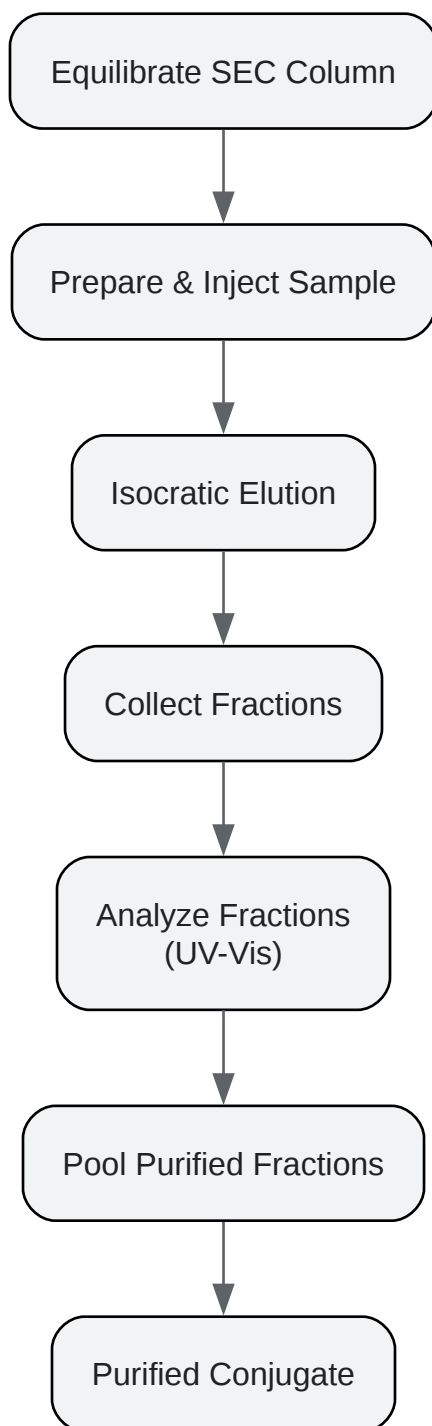 Equilibrate SEC Column
Prepare & Inject Sample
Isocratic Elution
Collect Fractions
Analyze Fractions
(UV-Vis)
Pool Purified Fractions
Purified Conjugate